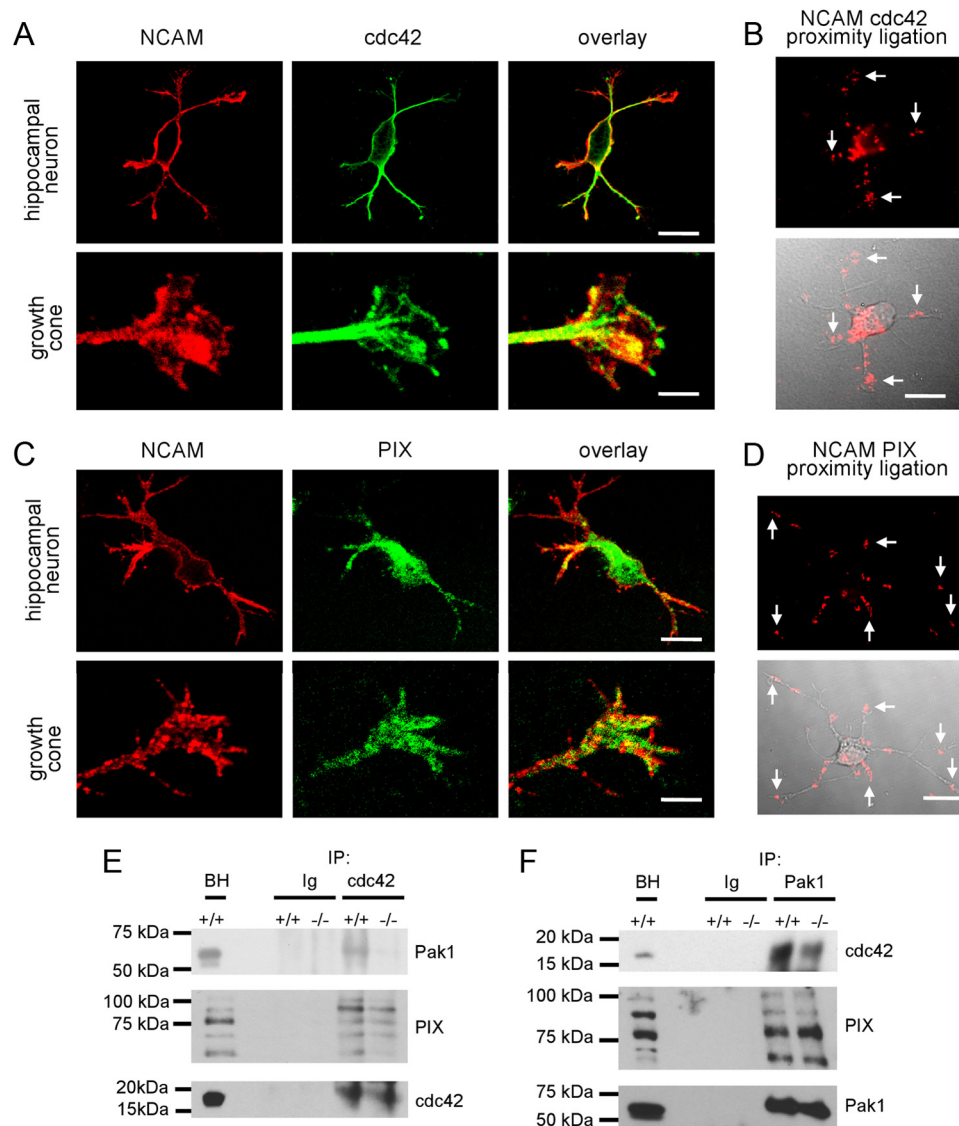 A
NCAM
cdc42
overlay
hippocampal
neuron
growth
cone
B
NCAM cdc42
proximity ligation
C
NCAM
PIX
overlay
hippocampal
neuron
growth
cone
D
NCAM PIX
proximity ligation
E
IP:
BH
Ig
cdc42
+/+
+/+ -/-
+/+ -/-
75 kDa
50 kDa
Pak1
100 kDa
75 kDa
PIX
20kDa
15kDa
cdc42
F
IP:
BH
Ig
Pak1
+/+
+/+ -/-
+/+ -/-
20 kDa
15 kDa
cdc42
100 kDa
75 kDa
PIX
75 kDa
50 kDa
Pak1